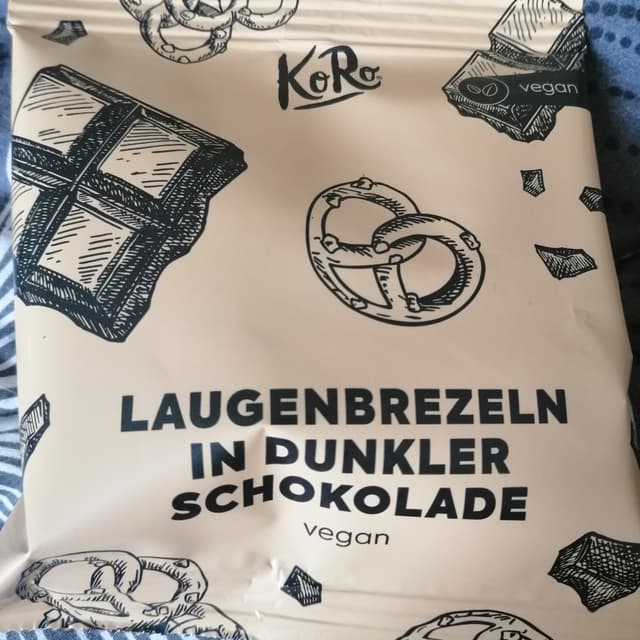 KoRo
vegan
LAUGENBREZELN
IN DUNKLER
SCHOKOLADE
vegan